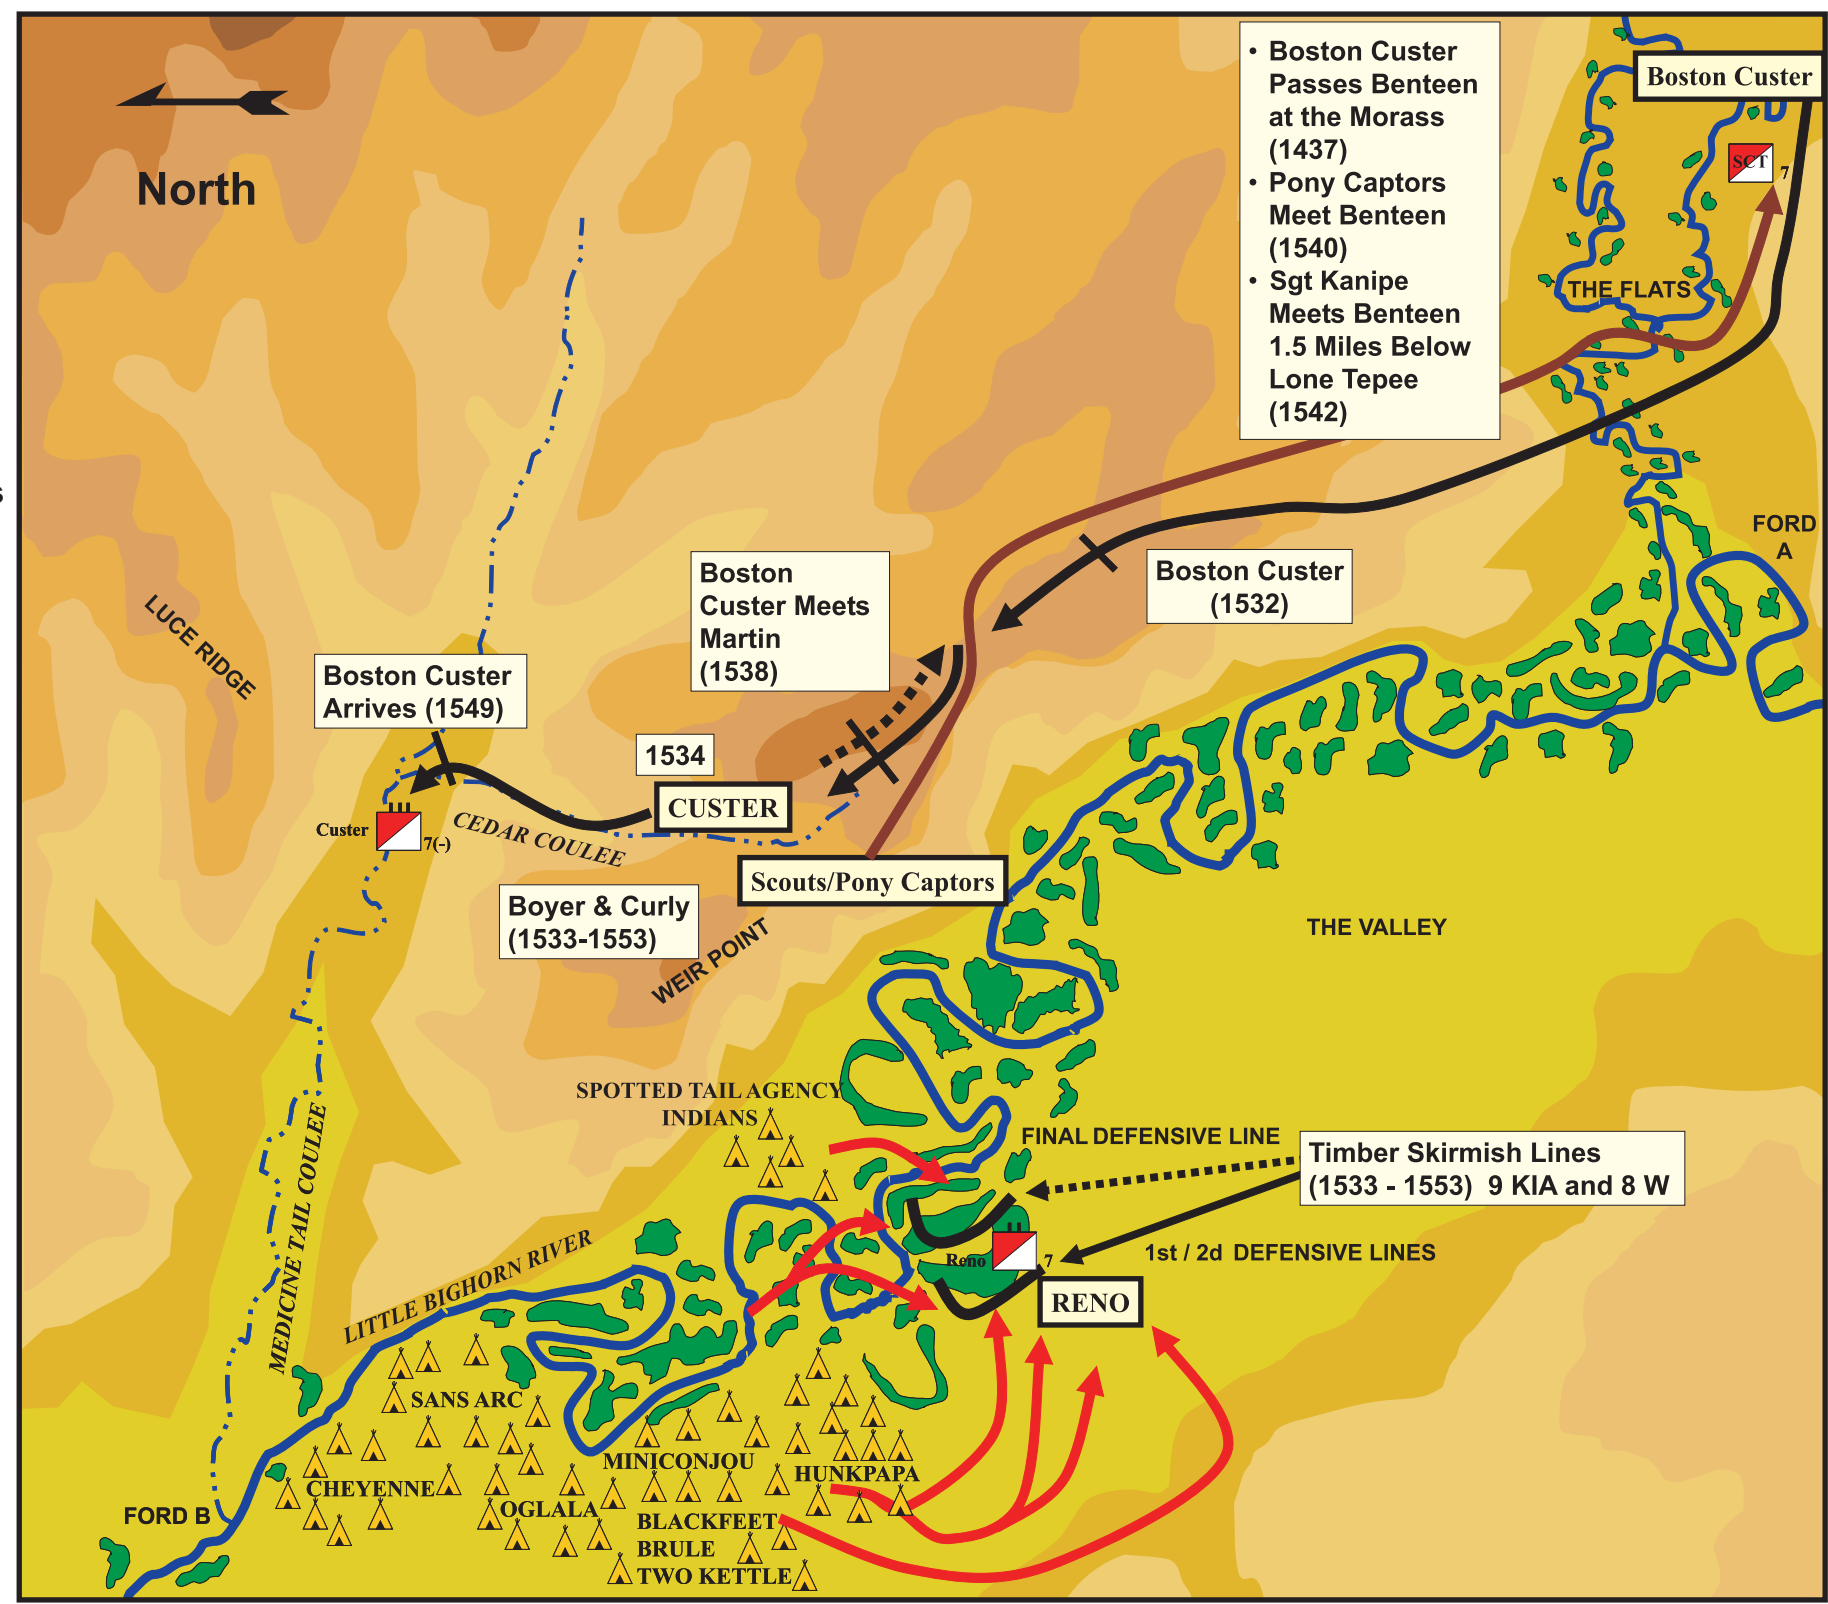 North
• Boston Custer
Passes Benteen
at the Morass
(1437)
• Pony Captors
Meet Benteen
(1540)
• Sgt Kanipe
Meets Benteen
1.5 Miles Below
Lone Tepee
(1542)
Boston Custer
SCT
7
THE FLATS
FORD
A
s
Boston Custer
(1532)
Boston
Custer Meets
Martin
(1538)
LUCE RIDGE
Boston Custer
Arrives (1549)
1534
CUSTER
Custer
7(-)
CEDAR COULEE
Scouts/Pony Captors
Boyer & Curly
(1533-1553)
WEIR POINT
THE VALLEY
SPOTTED TAIL AGENCY
INDIANS
FINAL DEFENSIVE LINE
Timber Skirmish Lines
(1533 - 1553)  9 KIA and 8 W
MEDICINE TAIL COULEE
LITTLE BIGHORN RIVER
Reno
7
1st / 2d  DEFENSIVE LINES
RENO
SANS ARC
MINICONJOU
HUNKPAPA
CHEYENNE
OGLALA
FORD B
BLACKFEET
BRULE
TWO KETTLE